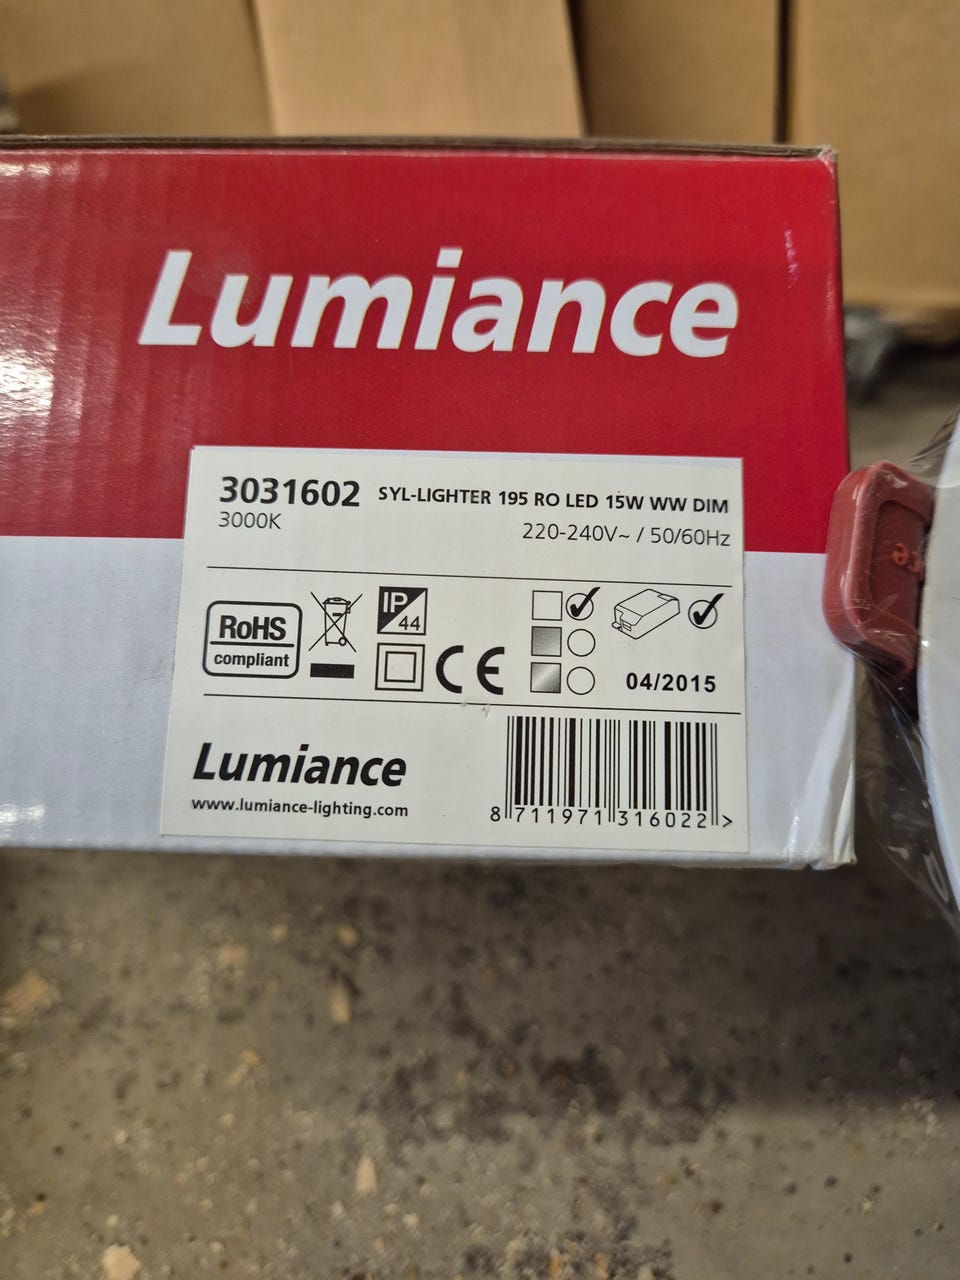 Lumiance
3031602 SYL-LIGHTER 195 RO LED 15W WW DIM
3000K 220-240V~ / 50/60Hz
RoHS
compliant
IP
44
CE
04/2015
Lumiance
www.lumiance-lighting.com
8 711971 316022 >